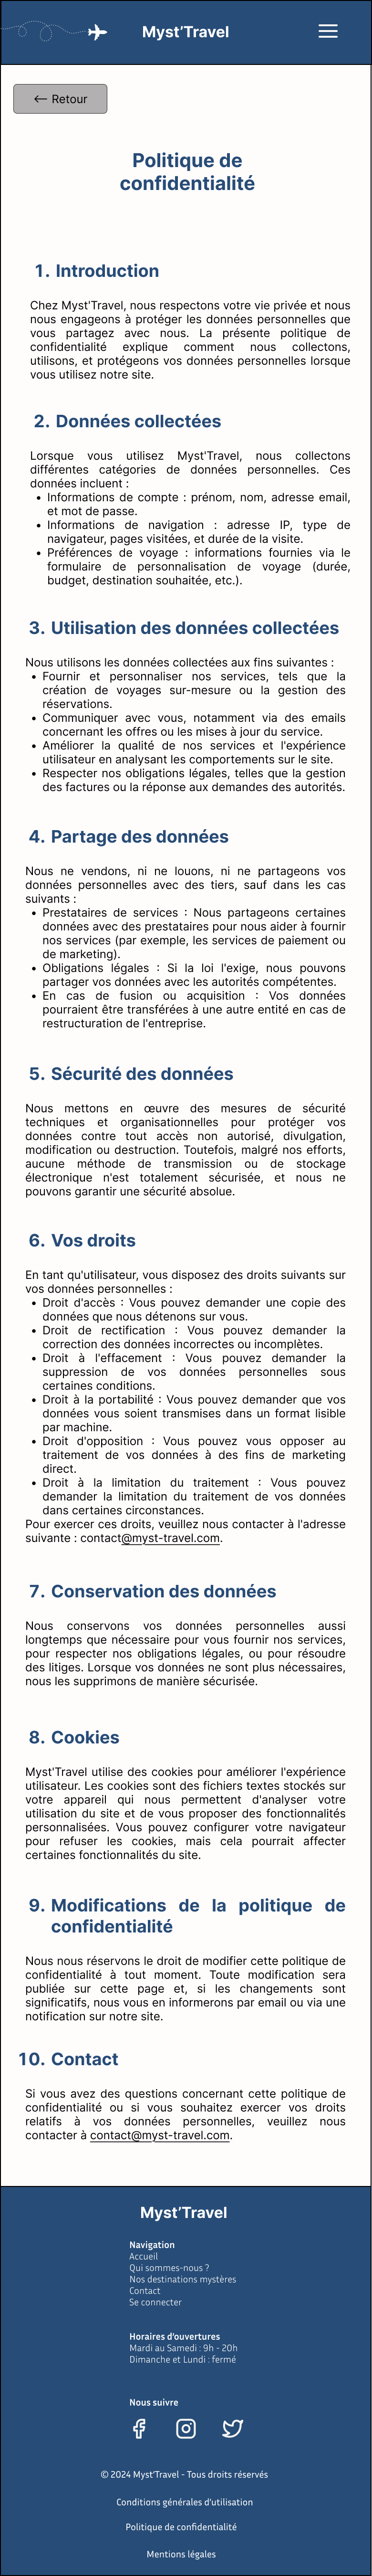 Myst’Travel
← Retour
Politique de
confidentialité
1. Introduction
Chez Myst'Travel, nous respectons votre vie privée et nous
nous engageons à protéger les données personnelles que
vous partagez avec nous. La présente politique de
confidentialité explique comment nous collectons,
utilisons, et protégeons vos données personnelles lorsque
vous utilisez notre site.
2. Données collectées
Lorsque vous utilisez Myst'Travel, nous collectons
différentes catégories de données personnelles. Ces
données incluent :
• Informations de compte : prénom, nom, adresse email,
et mot de passe.
• Informations de navigation : adresse IP, type de
navigateur, pages visitées, et durée de la visite.
• Préférences de voyage : informations fournies via le
formulaire de personnalisation de voyage (durée,
budget, destination souhaitée, etc.).
3. Utilisation des données collectées
Nous utilisons les données collectées aux fins suivantes :
• Fournir et personnaliser nos services, tels que la
création de voyages sur-mesure ou la gestion des
réservations.
• Communiquer avec vous, notamment via des emails
concernant les offres ou les mises à jour du service.
• Améliorer la qualité de nos services et l'expérience
utilisateur en analysant les comportements sur le site.
• Respecter nos obligations légales, telles que la gestion
des factures ou la réponse aux demandes des autorités.
4. Partage des données
Nous ne vendons, ni ne louons, ni ne partageons vos
données personnelles avec des tiers, sauf dans les cas
suivants :
• Prestataires de services : Nous partageons certaines
données avec des prestataires pour nous aider à fournir
nos services (par exemple, les services de paiement ou
de marketing).
• Obligations légales : Si la loi l'exige, nous pouvons
partager vos données avec les autorités compétentes.
• En cas de fusion ou acquisition : Vos données
pourraient être transférées à une autre entité en cas de
restructuration de l'entreprise.
5. Sécurité des données
Nous mettons en œuvre des mesures de sécurité
techniques et organisationnelles pour protéger vos
données contre tout accès non autorisé, divulgation,
modification ou destruction. Toutefois, malgré nos efforts,
aucune méthode de transmission ou de stockage
électronique n'est totalement sécurisée, et nous ne
pouvons garantir une sécurité absolue.
6. Vos droits
En tant qu'utilisateur, vous disposez des droits suivants sur
vos données personnelles :
• Droit d'accès : Vous pouvez demander une copie des
données que nous détenons sur vous.
• Droit de rectification : Vous pouvez demander la
correction des données incorrectes ou incomplètes.
• Droit à l'effacement : Vous pouvez demander la
suppression de vos données personnelles sous
certaines conditions.
• Droit à la portabilité : Vous pouvez demander que vos
données vous soient transmises dans un format lisible
par machine.
• Droit d'opposition : Vous pouvez vous opposer au
traitement de vos données à des fins de marketing
direct.
• Droit à la limitation du traitement : Vous pouvez
demander la limitation du traitement de vos données
dans certaines circonstances.
Pour exercer ces droits, veuillez nous contacter à l'adresse
suivante : contact@myst-travel.com.
7. Conservation des données
Nous conservons vos données personnelles aussi
longtemps que nécessaire pour vous fournir nos services,
pour respecter nos obligations légales, ou pour résoudre
des litiges. Lorsque vos données ne sont plus nécessaires,
nous les supprimons de manière sécurisée.
8. Cookies
Myst'Travel utilise des cookies pour améliorer l'expérience
utilisateur. Les cookies sont des fichiers textes stockés sur
votre appareil qui nous permettent d'analyser votre
utilisation du site et de vous proposer des fonctionnalités
personnalisées. Vous pouvez configurer votre navigateur
pour refuser les cookies, mais cela pourrait affecter
certaines fonctionnalités du site.
9. Modifications de la politique de
confidentialité
Nous nous réservons le droit de modifier cette politique de
confidentialité à tout moment. Toute modification sera
publiée sur cette page et, si les changements sont
significatifs, nous vous en informerons par email ou via une
notification sur notre site.
10. Contact
Si vous avez des questions concernant cette politique de
confidentialité ou si vous souhaitez exercer vos droits
relatifs à vos données personnelles, veuillez nous
contacter à contact@myst-travel.com.
Myst’Travel
Navigation
Accueil
Qui sommes-nous ?
Nos destinations mystères
Contact
Se connecter
Horaires d'ouvertures
Mardi au Samedi : 9h - 20h
Dimanche et Lundi : fermé
Nous suivre
© 2024 Myst'Travel - Tous droits réservés
Conditions générales d'utilisation
Politique de confidentialité
Mentions légales